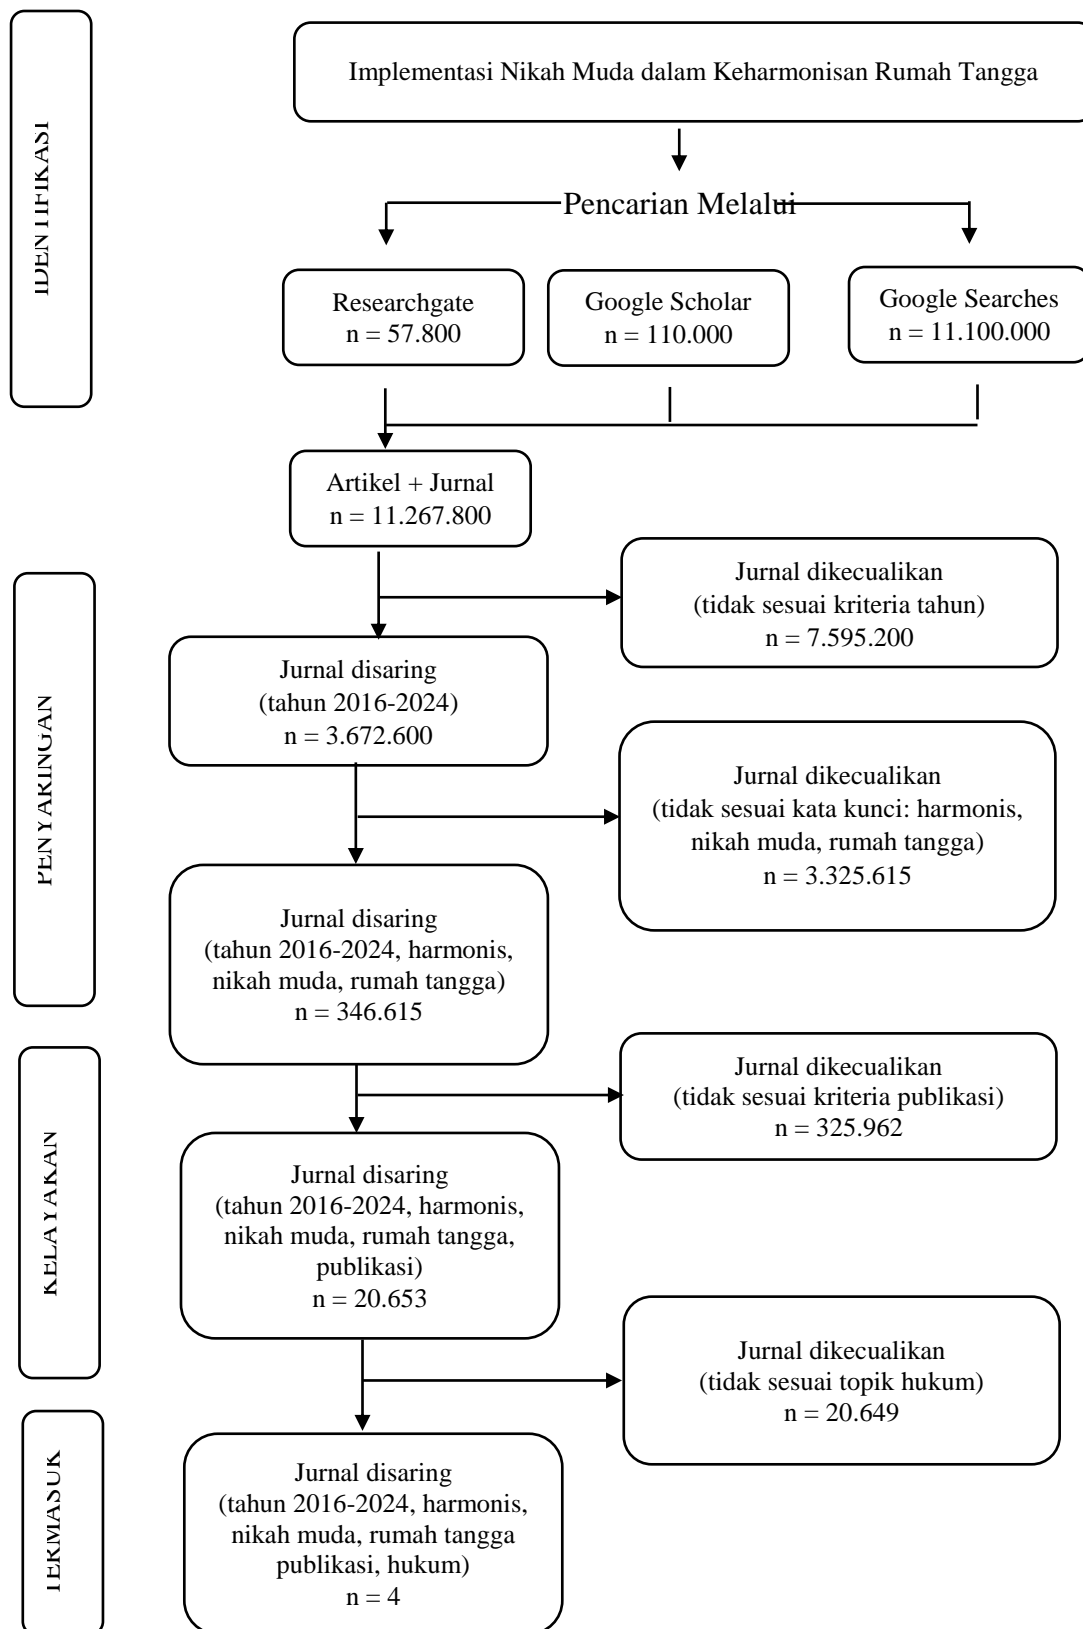 IDENTIFIKASI
Implementasi Nikah Muda dalam Keharmonisan Rumah Tangga
Pencarian Melalui
Researchgate
n = 57.800
Google Scholar
n = 110.000
Google Searches
n = 11.100.000
Artikel + Jurnal
n = 11.267.800
PENYARINGAN
Jurnal dikecualikan
(tidak sesuai kriteria tahun)
n = 7.595.200
Jurnal disaring
(tahun 2016-2024)
n = 3.672.600
Jurnal dikecualikan
(tidak sesuai kata kunci: harmonis,
nikah muda, rumah tangga)
n = 3.325.615
Jurnal disaring
(tahun 2016-2024, harmonis,
nikah muda, rumah tangga)
n = 346.615
KELAYAKAN
Jurnal dikecualikan
(tidak sesuai kriteria publikasi)
n = 325.962
Jurnal disaring
(tahun 2016-2024, harmonis,
nikah muda, rumah tangga,
publikasi)
n = 20.653
Jurnal dikecualikan
(tidak sesuai topik hukum)
n = 20.649
TERMASUK
Jurnal disaring
(tahun 2016-2024, harmonis,
nikah muda, rumah tangga
publikasi, hukum)
n = 4